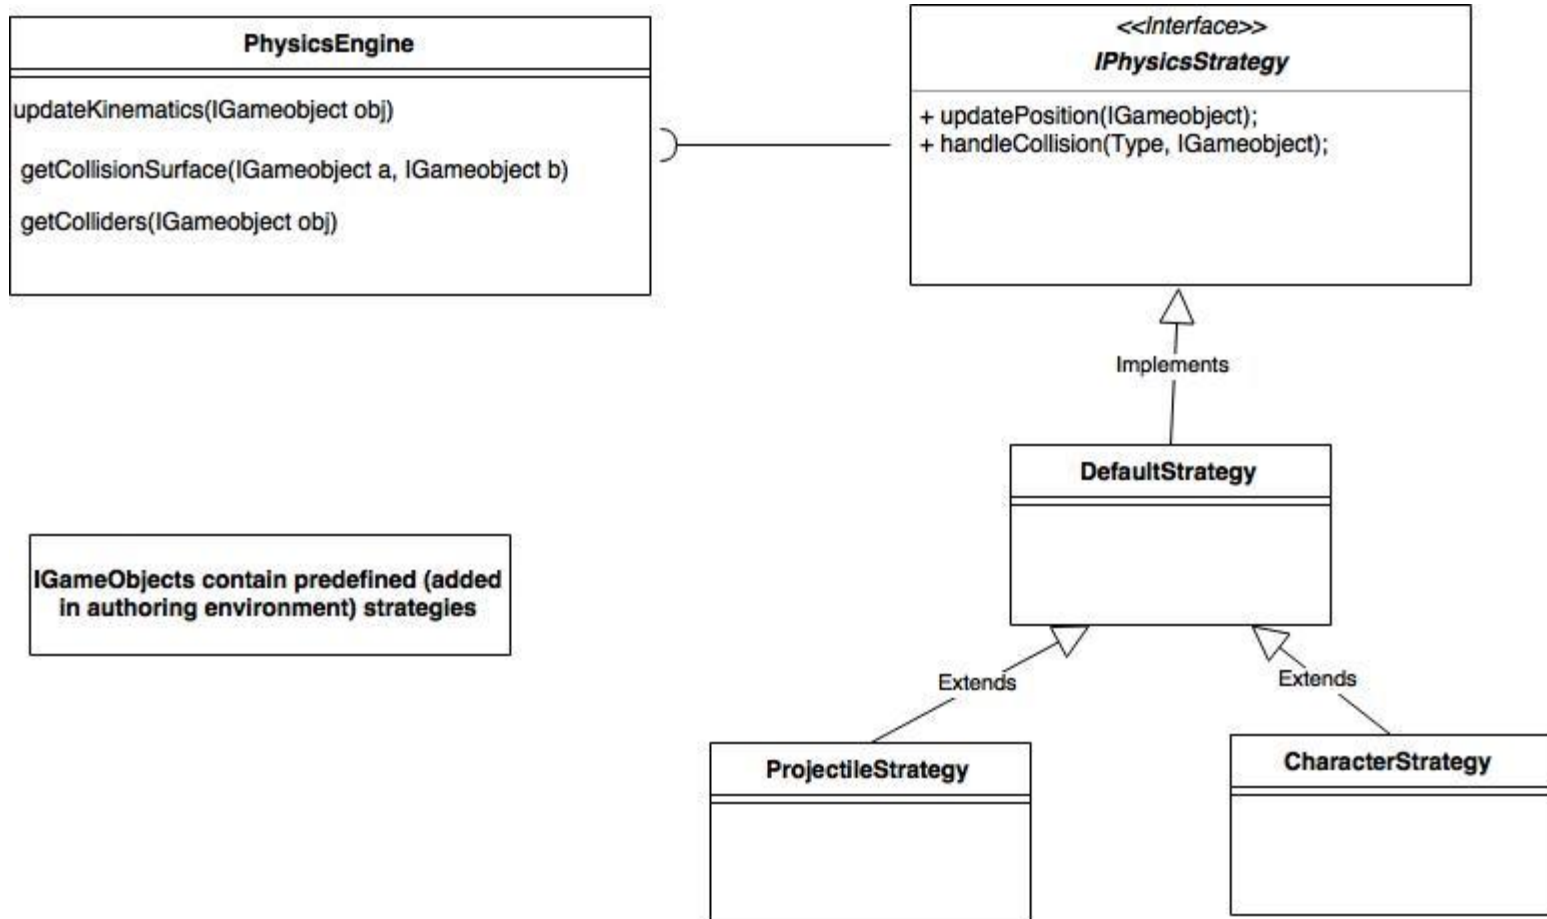 PhysicsEngine
updateKinematics(IGameobject obj)
getCollisionSurface(IGameobject a, IGameobject b)
getColliders(IGameobject obj)
<<Interface>>
IPhysicsStrategy
+ updatePosition(IGameobject);
+ handleCollision(Type, IGameobject);
Implements
DefaultStrategy
IGameObjects contain predefined (added
in authoring environment) strategies
Extends
Extends
ProjectileStrategy
CharacterStrategy